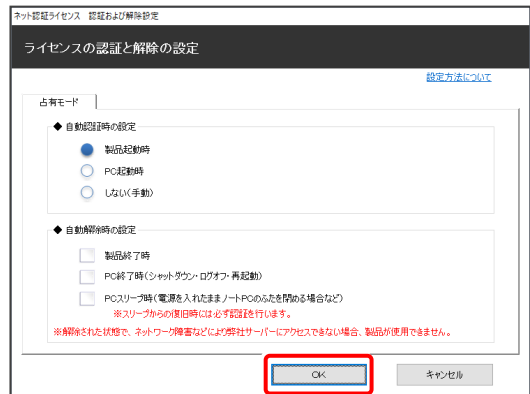 ネット認証ライセンス　認証および解除設定
ライセンスの認証と解除の設定
設定方法について
占有モード
◆ 自動認証時の設定
製品起動時
PC起動時
しない(手動)
◆ 自動解除時の設定
製品終了時
PC終了時(シャットダウン・ログオフ・再起動)
PCスリープ時(電源を入れたままノートPCのふたを閉める場合など)
※スリープからの復旧時には必ず認証を行います。
※解除された状態で、ネットワーク障害などにより弊社サーバーにアクセスできない場合、製品が使用できません。
OK
キャンセル